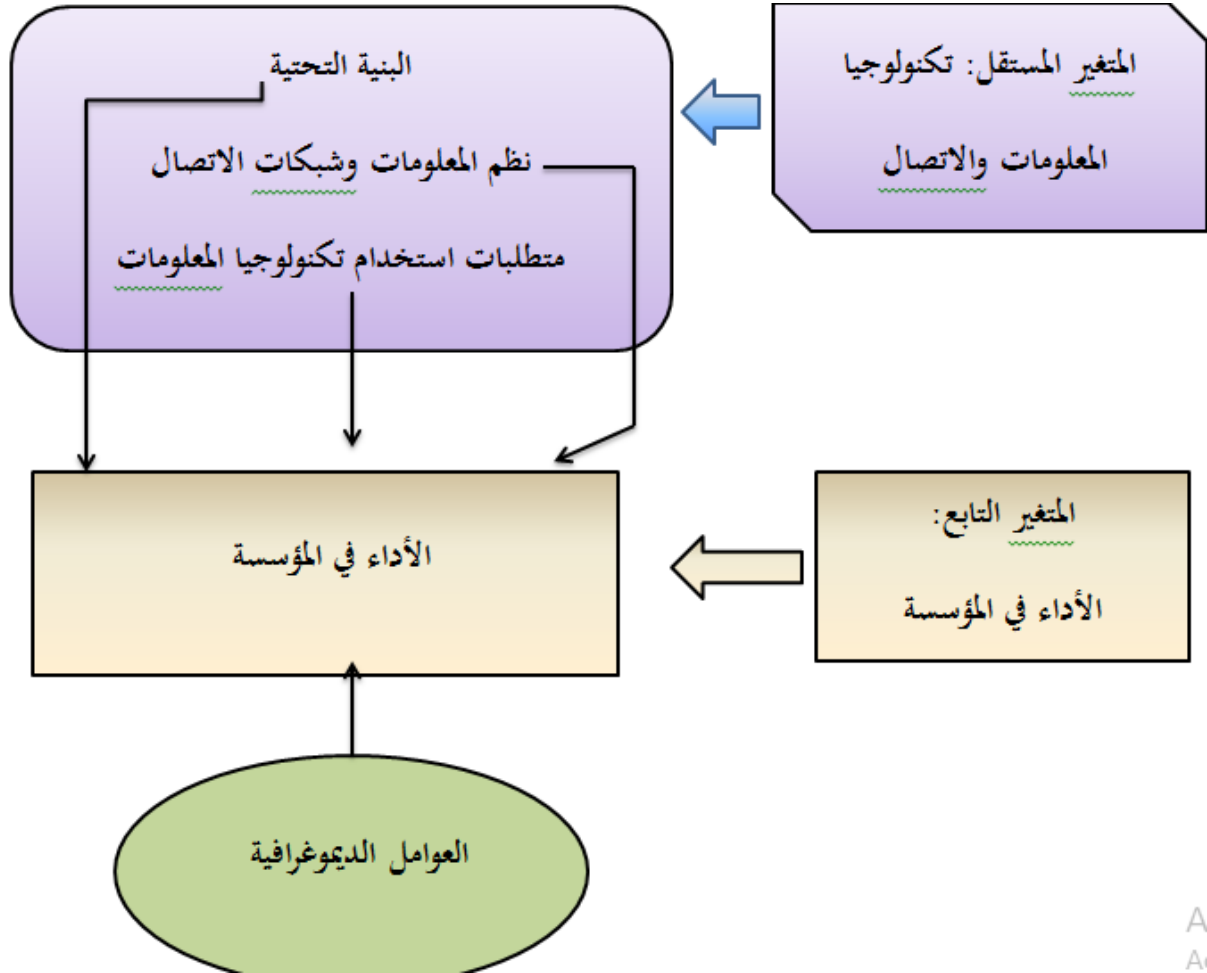 المتغير المستقل: تكنولوجيا
المعلومات والاتصال
البنية التحتية
نظم المعلومات وشبكات الاتصال
متطلبات استخدام تكنولوجيا المعلومات
المتغير التابع:
الأداء في المؤسسة
الأداء في المؤسسة
العوامل الديموغرافية